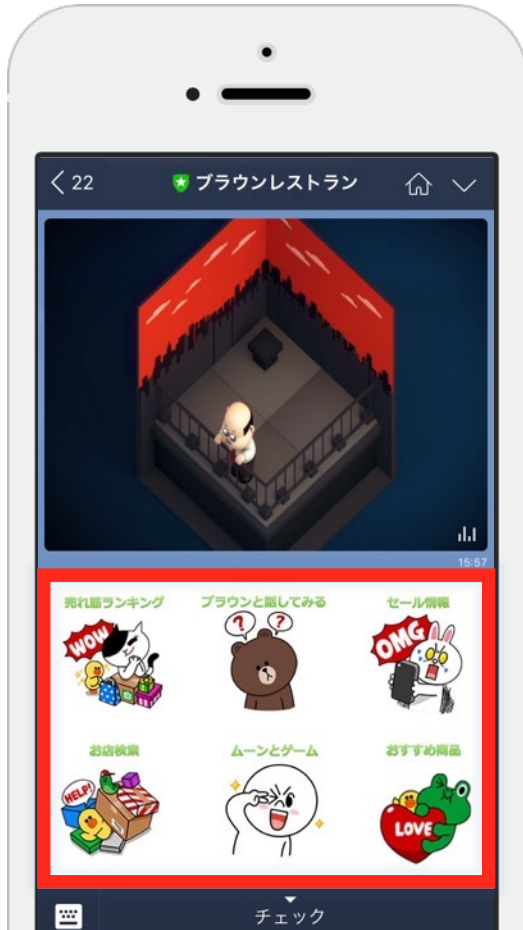 22
ブラウンレストラン
15:57
売れ筋ランキング
ブラウンと話してみる
セール情報
WOW
? ?
OMG
お店検索
ムーンとゲーム
おすすめ商品
HELP!
LOVE
チェック